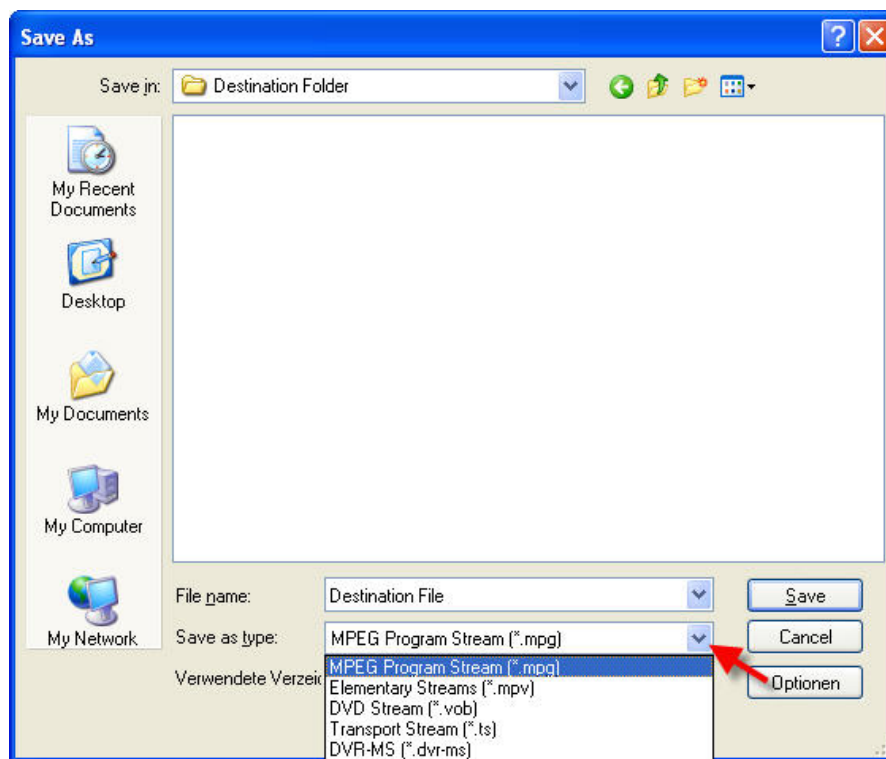 Save As
Save in: Destination Folder
My Recent Documents
Desktop
My Documents
My Computer
My Network
File name: Destination File Save
Save as type: MPEG Program Stream (*.mpg) Cancel
Verwendete Optionen
MPEG Program Stream (*.mpg)
Elementary Streams (*.mpv)
DVD Stream (*.vob)
Transport Stream (*.ts)
DVR-MS (*.dvr-ms)